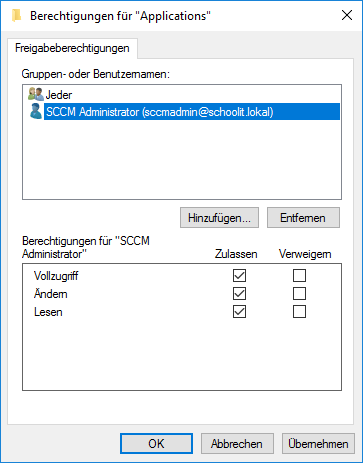 Berechtigungen für "Applications"
Freigabeberechtigungen
Gruppen- oder Benutzernamen:
Jeder
SCCM Administrator (sccmadmin@schoolit.lokal)
Hinzufügen...
Entfernen
Berechtigungen für "SCCM
Administrator"
Zulassen
Verweigern
Vollzugriff
Ändern
Lesen
OK
Abbrechen
Übernehmen